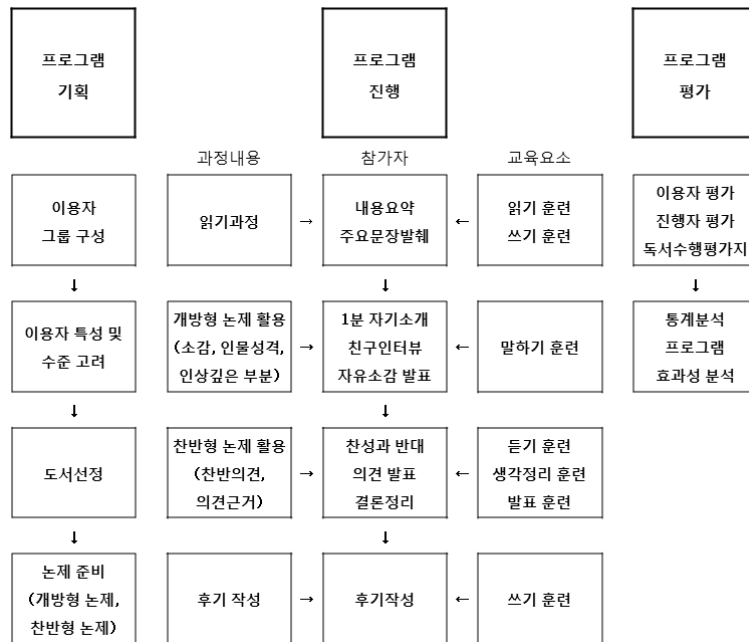 프로그램
기획
프로그램
진행
프로그램
평가
과정내용
참가자
교육요소
이용자
그룹 구성
읽기과정
→
내용요약
주요문장발췌
←
읽기 훈련
쓰기 훈련
이용자 평가
진행자 평가
독서수행평가지
↓
↓
↓
이용자 특성 및
수준 고려
개방형 논제 활용
(소감, 인물성격,
인상깊은 부분)
→
1분 자기소개
친구인터뷰
자유소감 발표
←
말하기 훈련
통계분석
프로그램
효과성 분석
↓
↓
도서선정
찬반형 논제 활용
(찬반의견,
의견근거)
→
찬성과 반대
의견 발표
결론정리
←
듣기 훈련
생각정리 훈련
발표 훈련
↓
↓
논제 준비
(개방형 논제,
찬반형 논제)
후기 작성
→
후기작성
←
쓰기 훈련